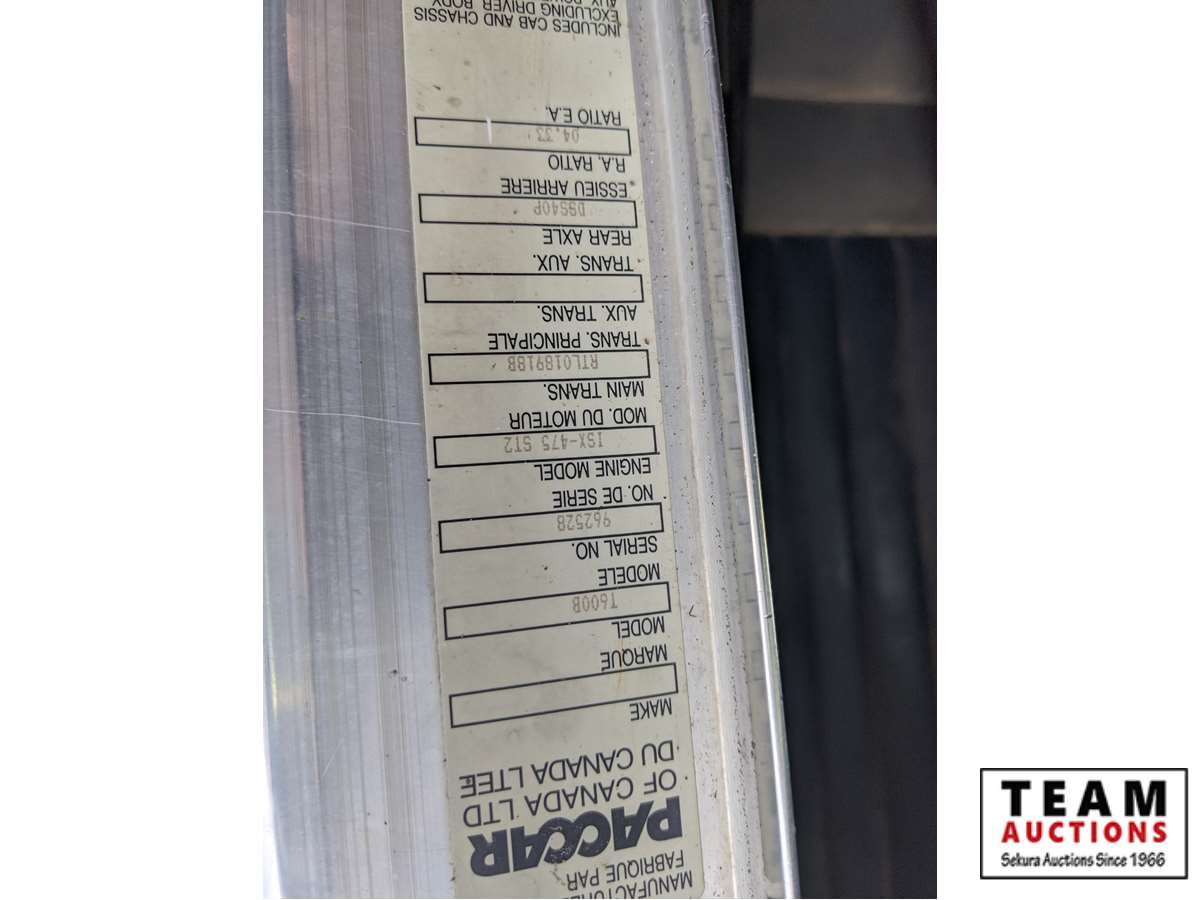 MANUFACTURE
FABRIQUE PAR
PACCAR
OF CANADA LTD
DU CANADA LTEE
MAKE
MARQUE
MODEL
T600B
MODELE
SERIAL NO.
962528
NO. DE SERIE
ENGINE MODEL
ISX-475 ST2
MOD. DU MOTEUR
MAIN TRANS.
RTLO18918B
TRANS. PRINCIPALE
AUX. TRANS.
TRANS. AUX.
REAR AXLE
DSS40P
ESSIEU ARRIERE
R.A. RATIO
04.33
RATIO E.A.
INCLUDES CAB AND CHASSIS
EXCLUDING DRIVER, BODY,
TEAM
AUCTIONS
Sekura Auctions Since 1966